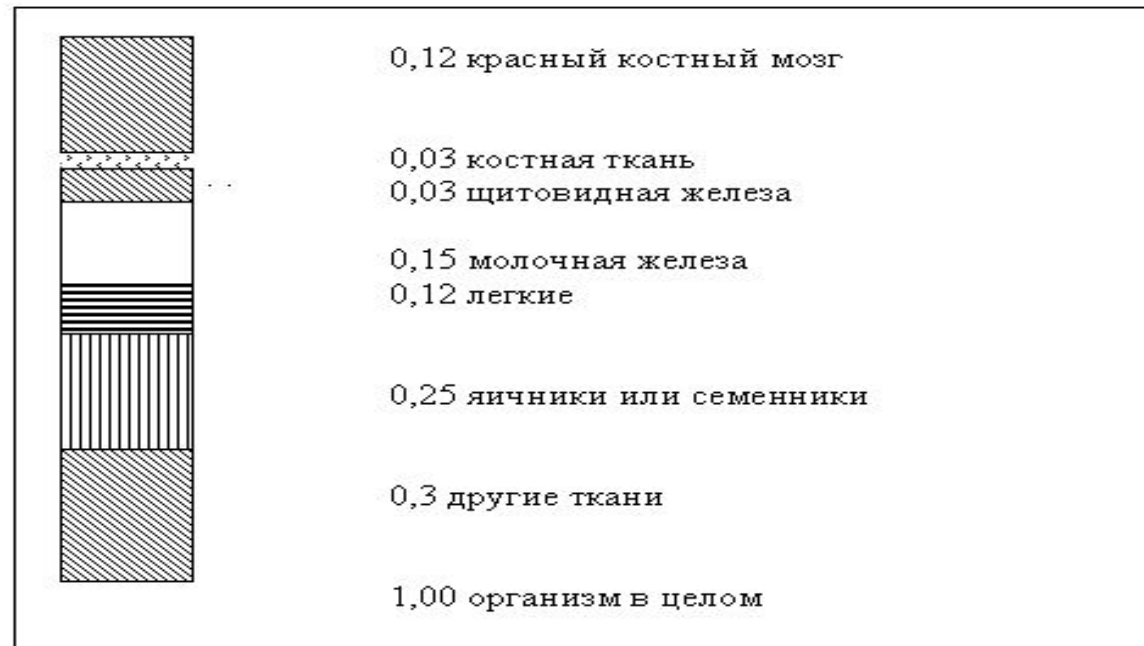 0,12 красный костный мозг
0,03 костная ткань
0,03 щитовидная железа
0,15 молочная железа
0,12 легкие
0,25 яичники или семенники
0,3 другие ткани
1,00 организм в целом